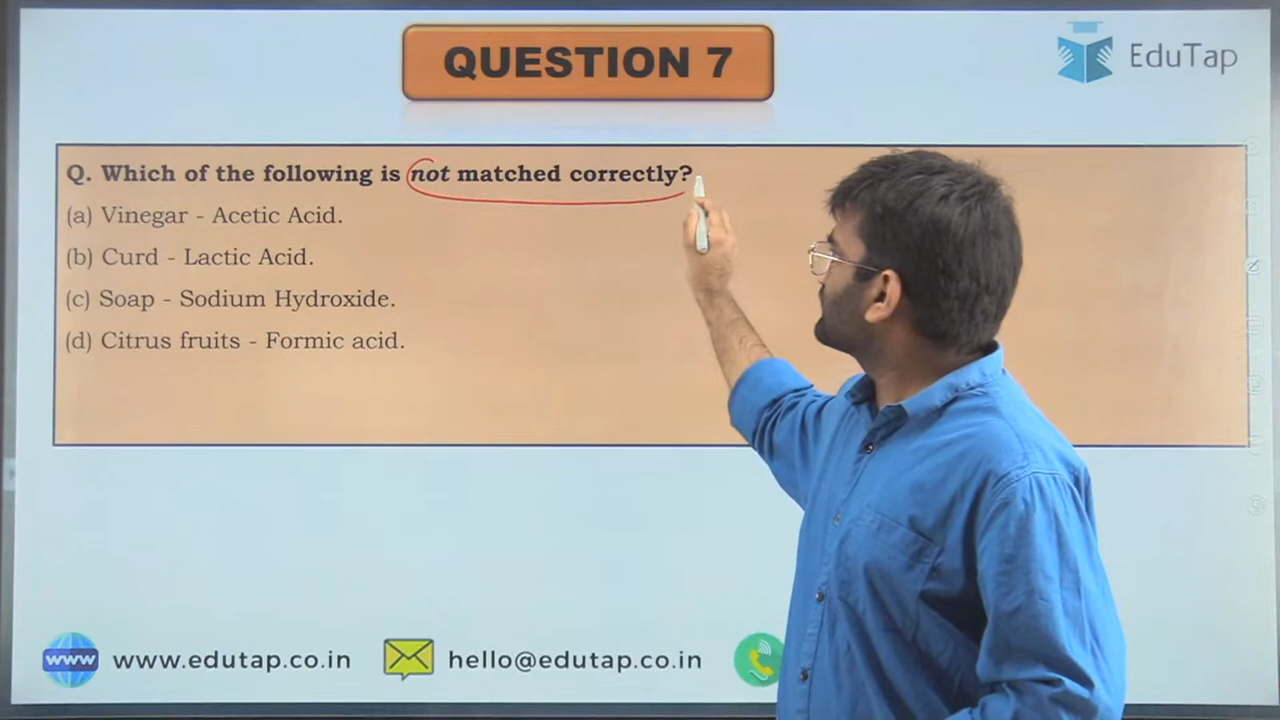 QUESTION 7
EduTap
Q. Which of the following is not matched correctly?
(a) Vinegar - Acetic Acid.
(b) Curd - Lactic Acid.
(c) Soap - Sodium Hydroxide.
(d) Citrus fruits - Formic acid.
www www.edutap.co.in
hello@edutap.co.in